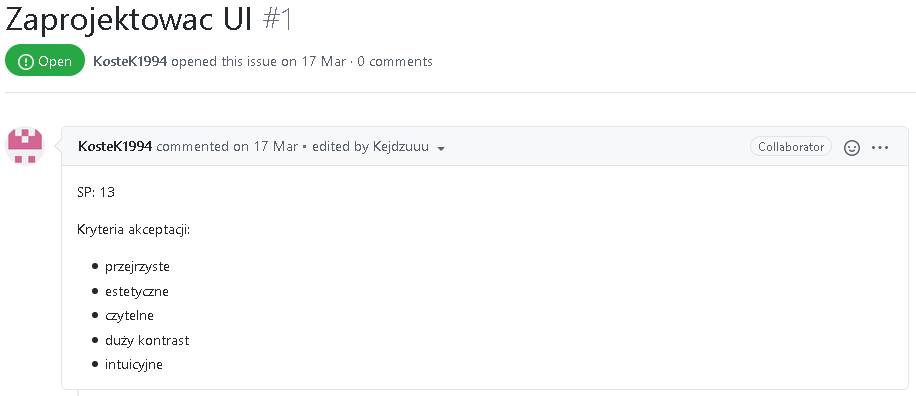 Zaprojektowac UI #1
Open KosteK1994 opened this issue on 17 Mar · 0 comments
KosteK1994 commented on 17 Mar • edited by Kejdzuuu Collaborator
SP: 13
Kryteria akceptacji:
• przejrzyste
• estetyczne
• czytelne
• duży kontrast
• intuicyjne